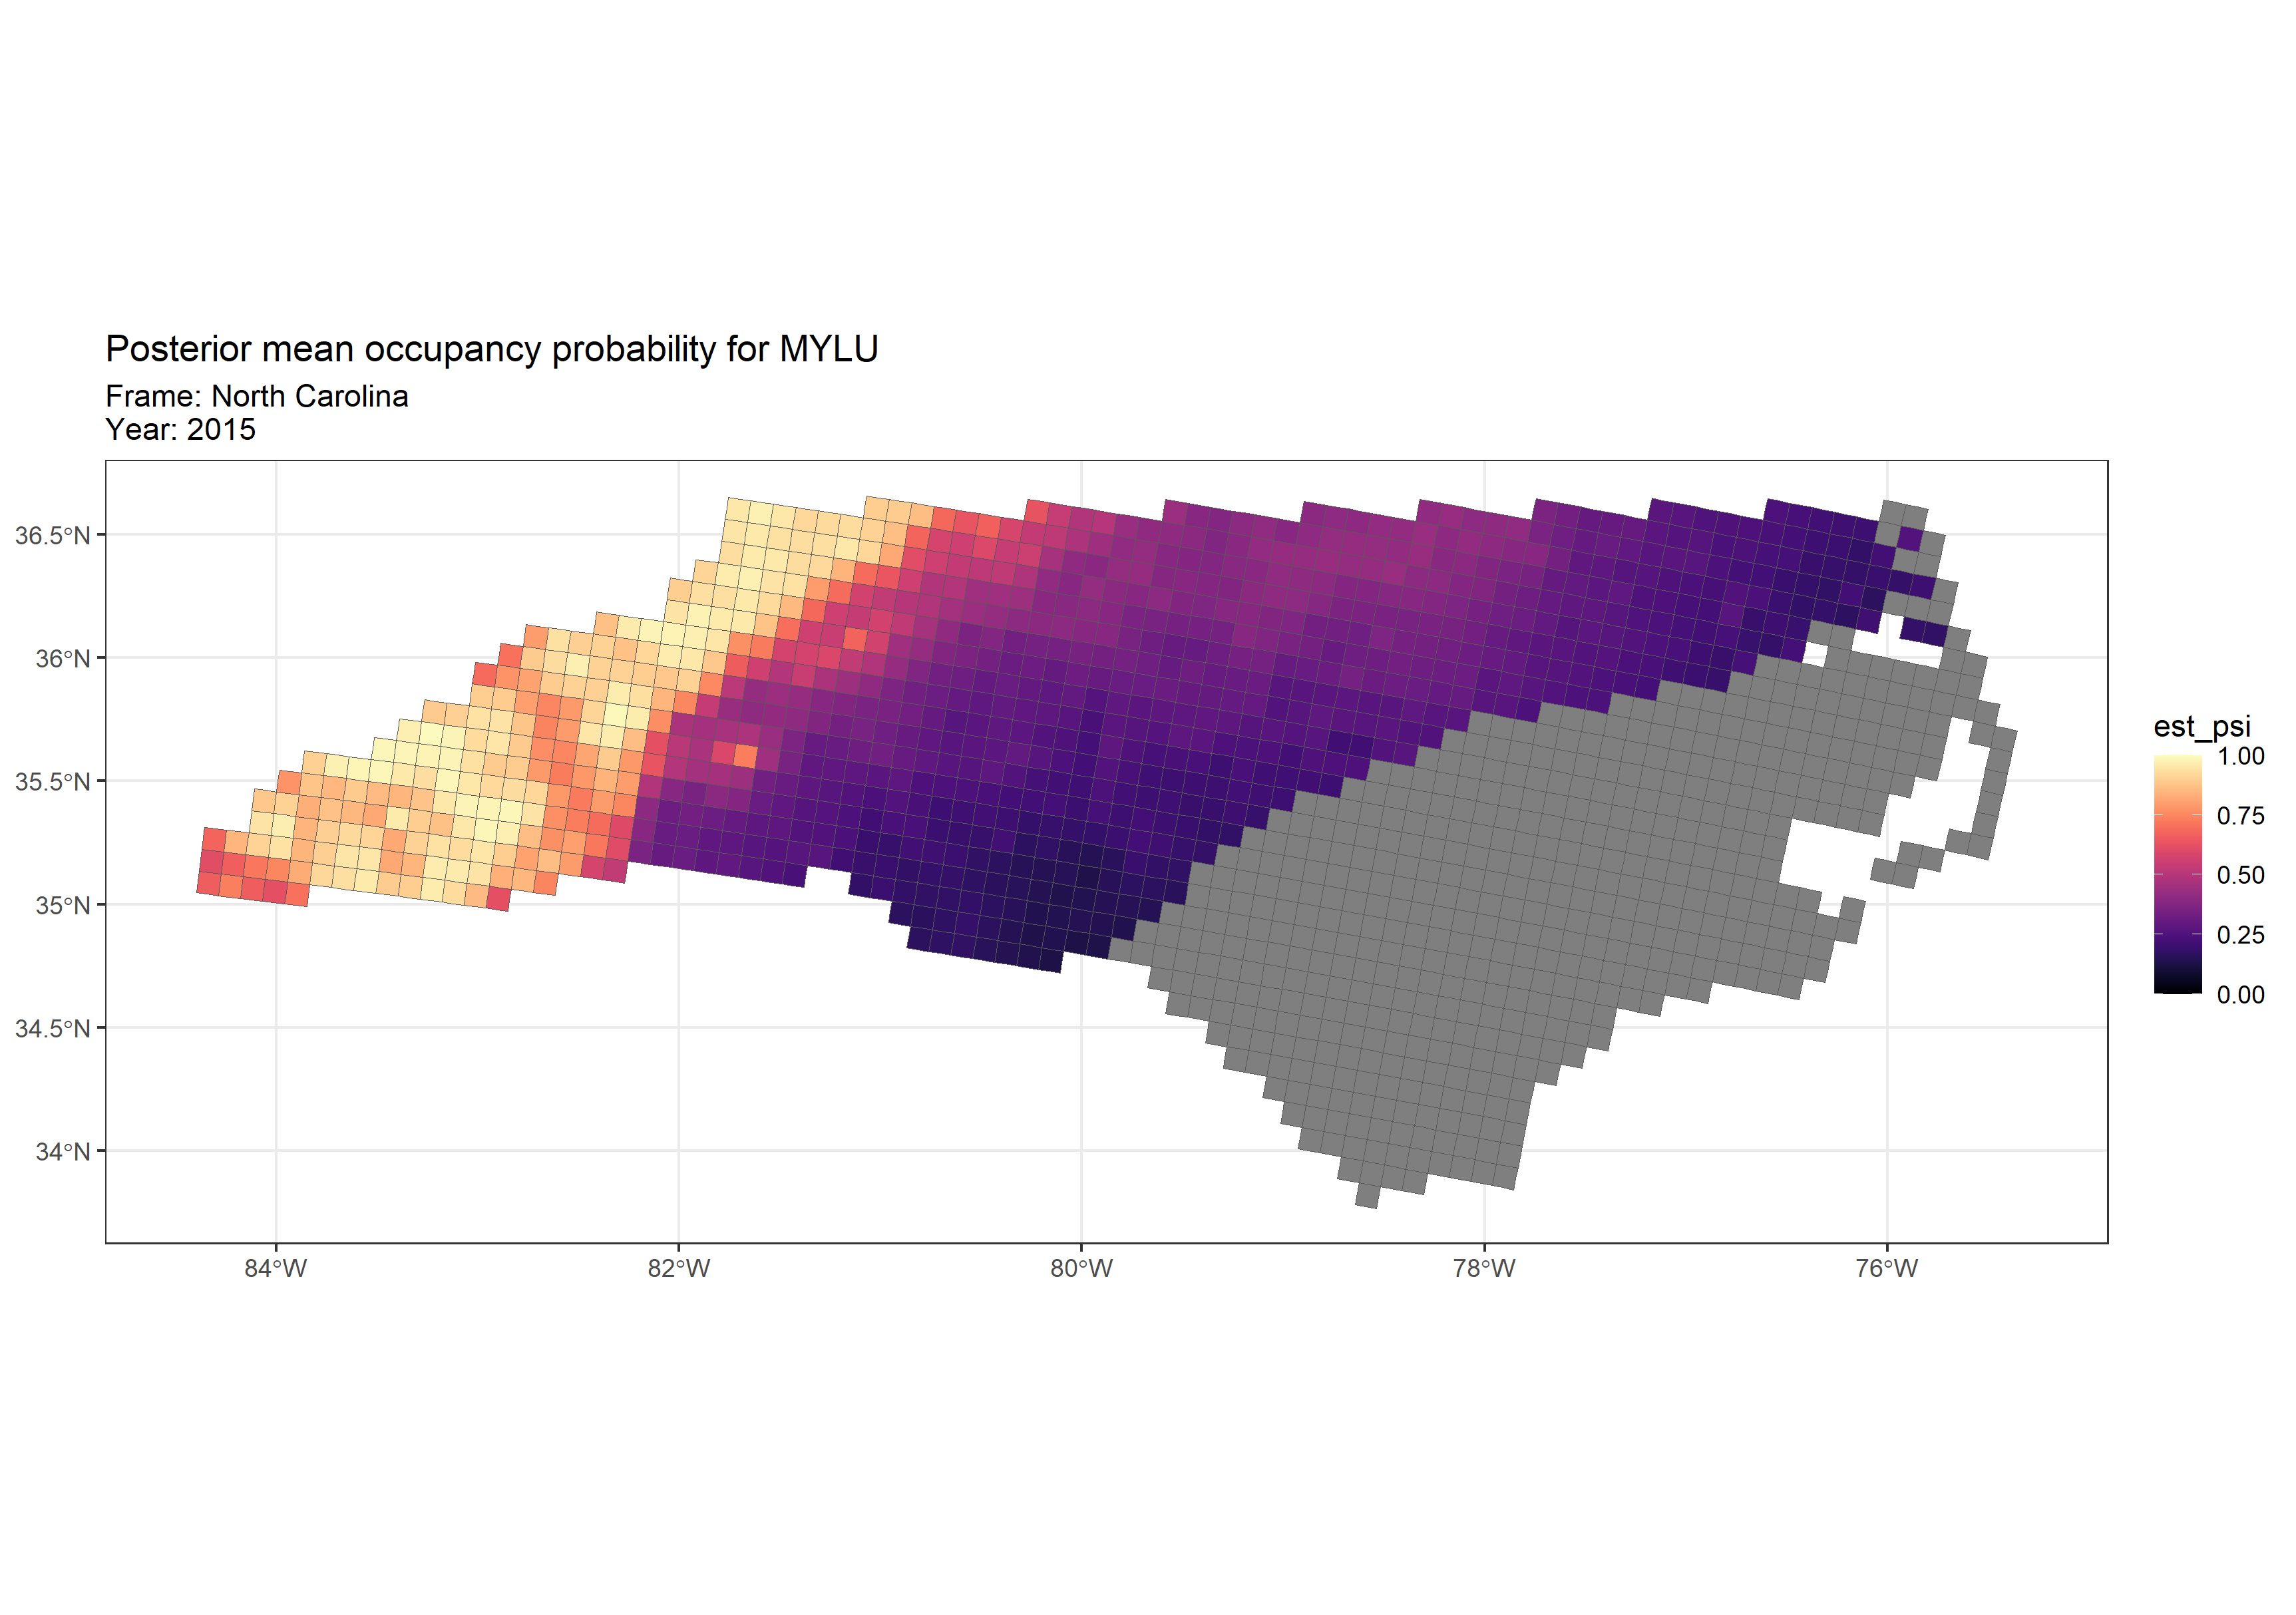 Posterior mean occupancy probability for MYLU
Frame: North Carolina
Year: 2015
36.5°N
36°N
35.5°N
35°N
34.5°N
34°N
84°W
82°W
80°W
78°W
76°W
est_psi
1.00
0.75
0.50
0.25
0.00